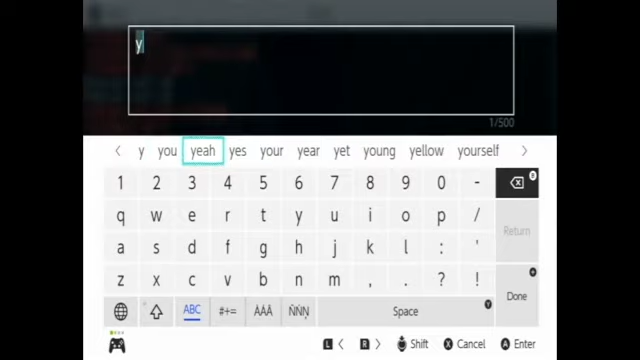 y
1/500
< y you yeah yes your year yet young yellow yourself >
1 2 3 4 5 6 7 8 9 0 -
q w e r t y u i o p /
Return
a s d f g h j k l : '
z x c v b n m , . ? !
Done
ABC #+= ÀÀÀ ÑÑŅ Space
L < R > Shift X Cancel A Enter